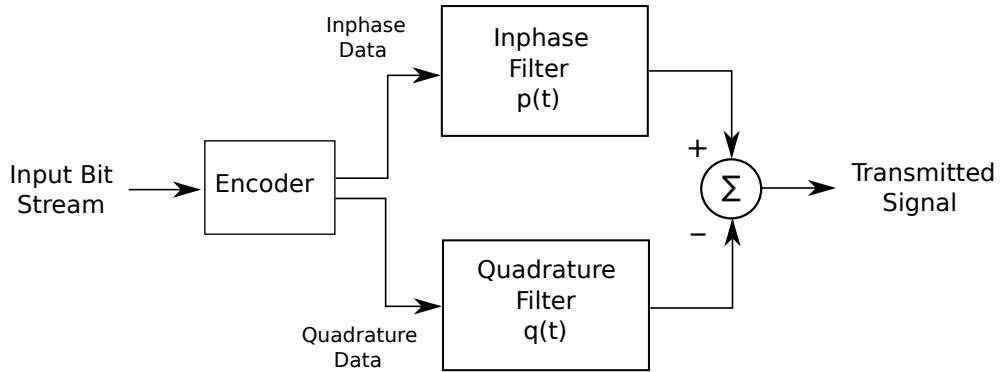 Inphase
Data
Inphase
Filter
p(t)
Input Bit
Stream
Encoder
+
Σ
−
Transmitted
Signal
Quadrature
Data
Quadrature
Filter
q(t)